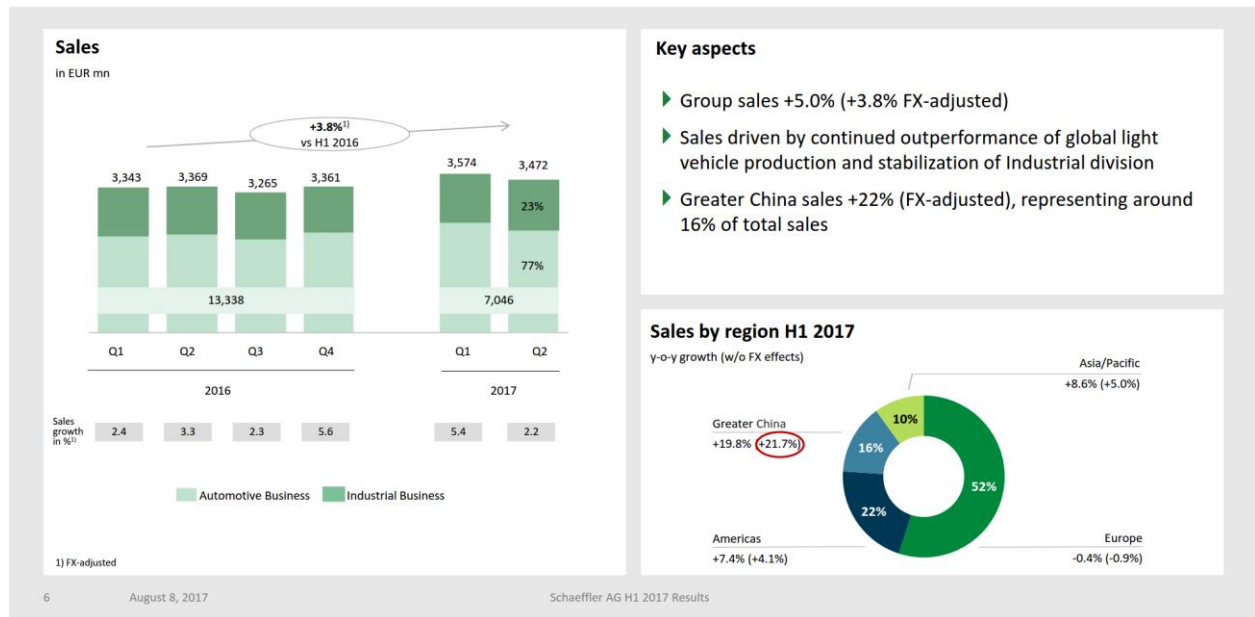 Sales
in EUR mn
+3.8%1)
vs H1 2016
3,343 3,369 3,265 3,361 3,574 3,472
23%
77%
13,338 7,046
Q1 Q2 Q3 Q4 Q1 Q2
2016 2017
Sales
growth
in %1)
2.4 3.3 2.3 5.6 5.4 2.2
Automotive Business Industrial Business
1) FX-adjusted
Key aspects
Group sales +5.0% (+3.8% FX-adjusted)
Sales driven by continued outperformance of global light
vehicle production and stabilization of Industrial division
Greater China sales +22% (FX-adjusted), representing around
16% of total sales
Sales by region H1 2017
y-o-y growth (w/o FX effects)
Asia/Pacific
+8.6% (+5.0%)
Greater China
+19.8% (+21.7%)
10%
16%
52%
22%
Americas
+7.4% (+4.1%)
Europe
-0.4% (-0.9%)
6 August 8, 2017 Schaeffler AG H1 2017 Results